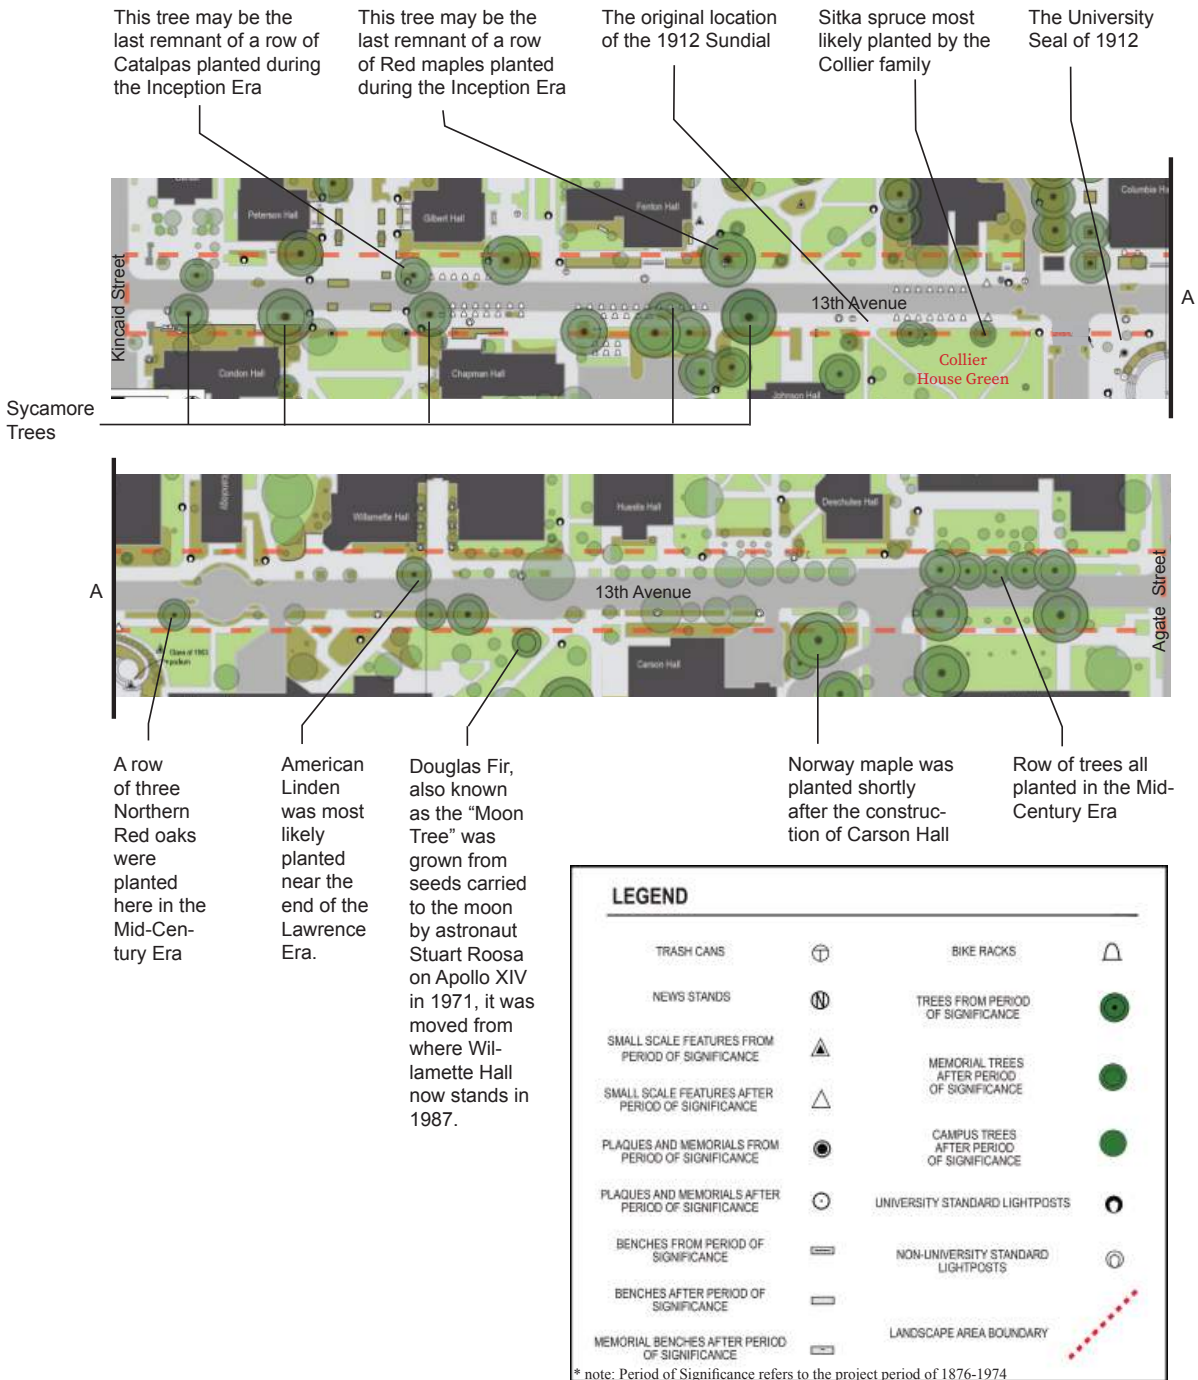 This tree may be the
last remnant of a row of
Catalpas planted during
the Inception Era
This tree may be the
last remnant of a row
of Red maples planted
during the Inception Era
The original location
of the 1912 Sundial
Sitka spruce most
likely planted by the
Collier family
The University
Seal of 1912
Peterson Hall
Gilbert Hall
Fenton Hall
Columbia Ha
Kincaid Street
13th Avenue
A
Condon Hall
Chapman Hall
Johnson Hall
Collier
House Green
Sycamore
Trees
Willamette Hall
Huestis Hall
Deschutes Hall
A
13th Avenue
Agate Street
Class of 1903
Carson Hall
A row
of three
Northern
Red oaks
were
planted
here in the
Mid-Cen-
tury Era
American
Linden
was most
likely
planted
near the
end of the
Lawrence
Era.
Douglas Fir,
also known
as the “Moon
Tree” was
grown from
seeds carried
to the moon
by astronaut
Stuart Roosa
on Apollo XIV
in 1971, it was
moved from
where Wil-
lamette Hall
now stands in
1987.
Norway maple was
planted shortly
after the construc-
tion of Carson Hall
Row of trees all
planted in the Mid-
Century Era
LEGEND
TRASH CANS
NEWS STANDS
N
SMALL SCALE FEATURES FROM
PERIOD OF SIGNIFICANCE
SMALL SCALE FEATURES AFTER
PERIOD OF SIGNIFICANCE
PLAQUES AND MEMORIALS FROM
PERIOD OF SIGNIFICANCE
PLAQUES AND MEMORIALS AFTER
PERIOD OF SIGNIFICANCE
BENCHES FROM PERIOD OF
SIGNIFICANCE
BENCHES AFTER PERIOD OF
SIGNIFICANCE
MEMORIAL BENCHES AFTER PERIOD
OF SIGNIFICANCE
BIKE RACKS
TREES FROM PERIOD
OF SIGNIFICANCE
MEMORIAL TREES
AFTER PERIOD
OF SIGNIFICANCE
CAMPUS TREES
AFTER PERIOD
OF SIGNIFICANCE
UNIVERSITY STANDARD LIGHTPOSTS
NON-UNIVERSITY STANDARD
LIGHTPOSTS
LANDSCAPE AREA BOUNDARY
* note: Period of Significance refers to the project period of 1876-1974